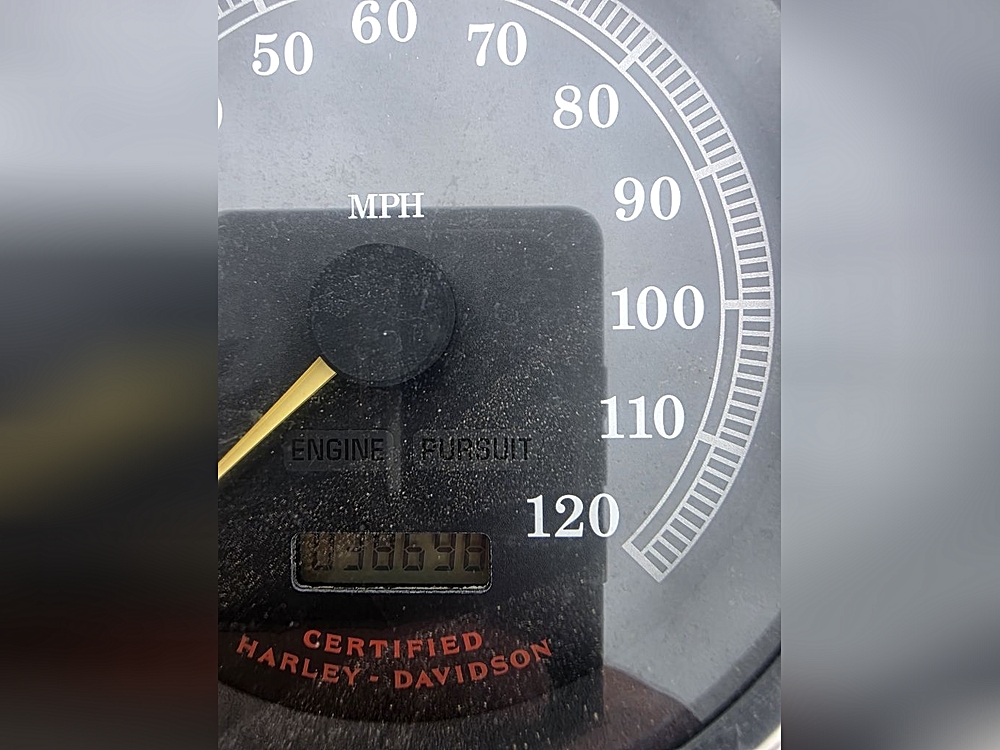 50
60
70
80
MPH
90
100
110
ENGINE PURSUIT
120
CERTIFIED
HARLEY-DAVIDSON